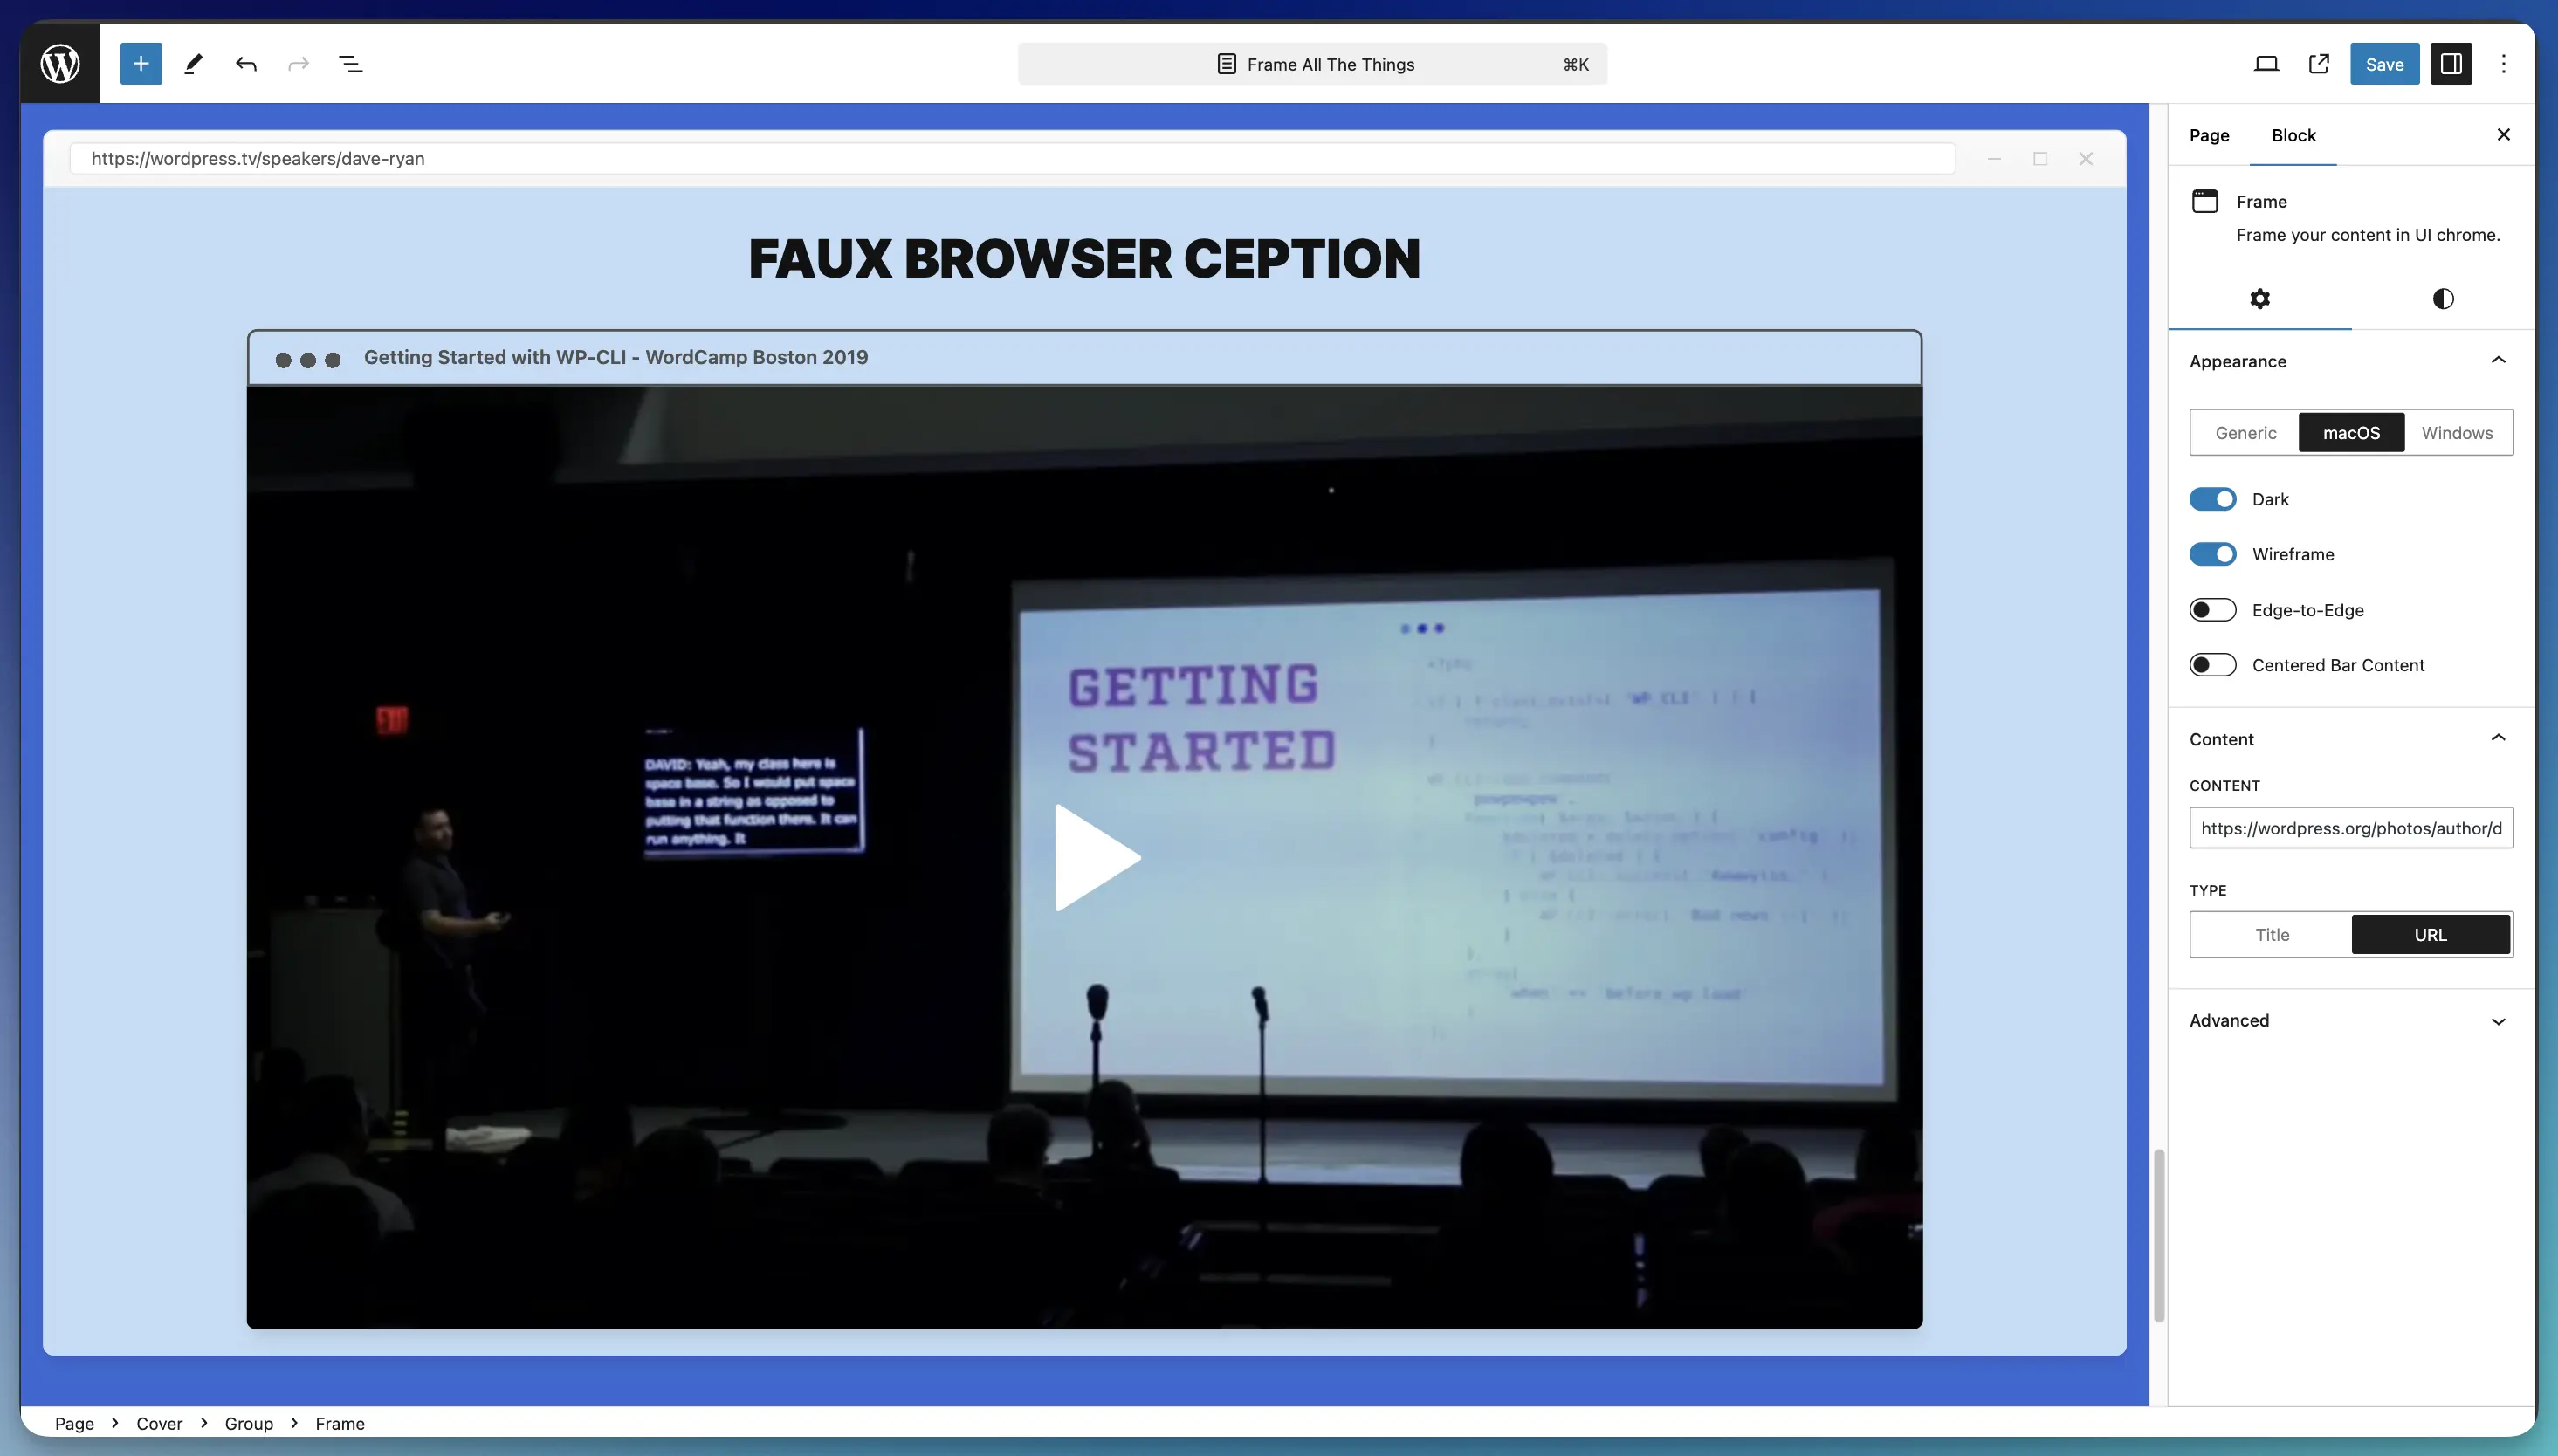 Frame All The Things ⌘K
Save
https://wordpress.tv/speakers/dave-ryan
FAUX BROWSER CEPTION
Getting Started with WP-CLI - WordCamp Boston 2019
DAVID: Yeah, my class here is
space base. So I would put space
base in a string as opposed to
putting that function there. It can
run anything. It
GETTING
STARTED
'WP_CLI'
config
Page Block
Frame
Frame your content in UI chrome.
Appearance
Generic macOS Windows
Dark
Wireframe
Edge-to-Edge
Centered Bar Content
Content
CONTENT
https://wordpress.org/photos/author/d
TYPE
Title URL
Advanced
Page > Cover > Group > Frame